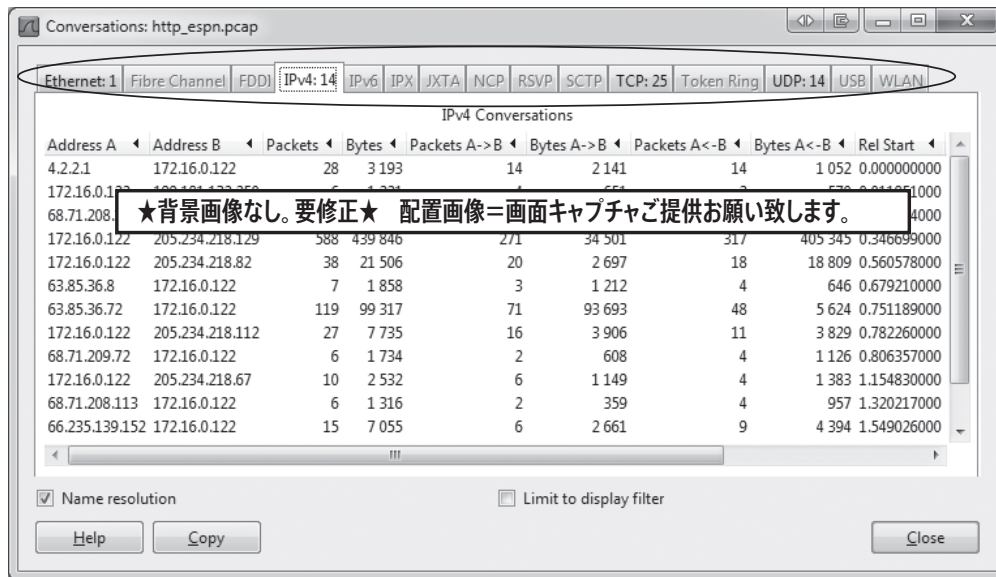 Conversations: http_espn.pcap
Ethernet: 1 Fibre Channel FDDI IPv4: 14 IPv6 IPX JXTA NCP RSVP SCTP TCP: 25 Token Ring UDP: 14 USB WLAN
IPv4 Conversations
Address A Address B Packets Bytes Packets A->B Bytes A->B Packets A<-B Bytes A<-B Rel Start
4.2.2.1 172.16.0.122 28 3 193 14 2 141 14 1 052 0.000000000
172.16.0.122
★背景画像なし。要修正★ 配置画像=画面キャプチャご提供お願い致します。
68.71.208.
172.16.0.122 205.234.218.129 588 439 846 271 34 501 317 405 345 0.346699000
172.16.0.122 205.234.218.82 38 21 506 20 2 697 18 18 809 0.560578000
63.85.36.8 172.16.0.122 7 1 858 3 1 212 4 646 0.679210000
63.85.36.72 172.16.0.122 119 99 317 71 93 693 48 5 624 0.751189000
172.16.0.122 205.234.218.112 27 7 735 16 3 906 11 3 829 0.782260000
68.71.209.72 172.16.0.122 6 1 734 2 608 4 1 126 0.806357000
172.16.0.122 205.234.218.67 10 2 532 6 1 149 4 1 383 1.154830000
68.71.208.113 172.16.0.122 6 1 316 2 359 4 957 1.320217000
66.235.139.152 172.16.0.122 15 7 055 6 2 661 9 4 394 1.549026000
Name resolution Limit to display filter
Help Copy Close